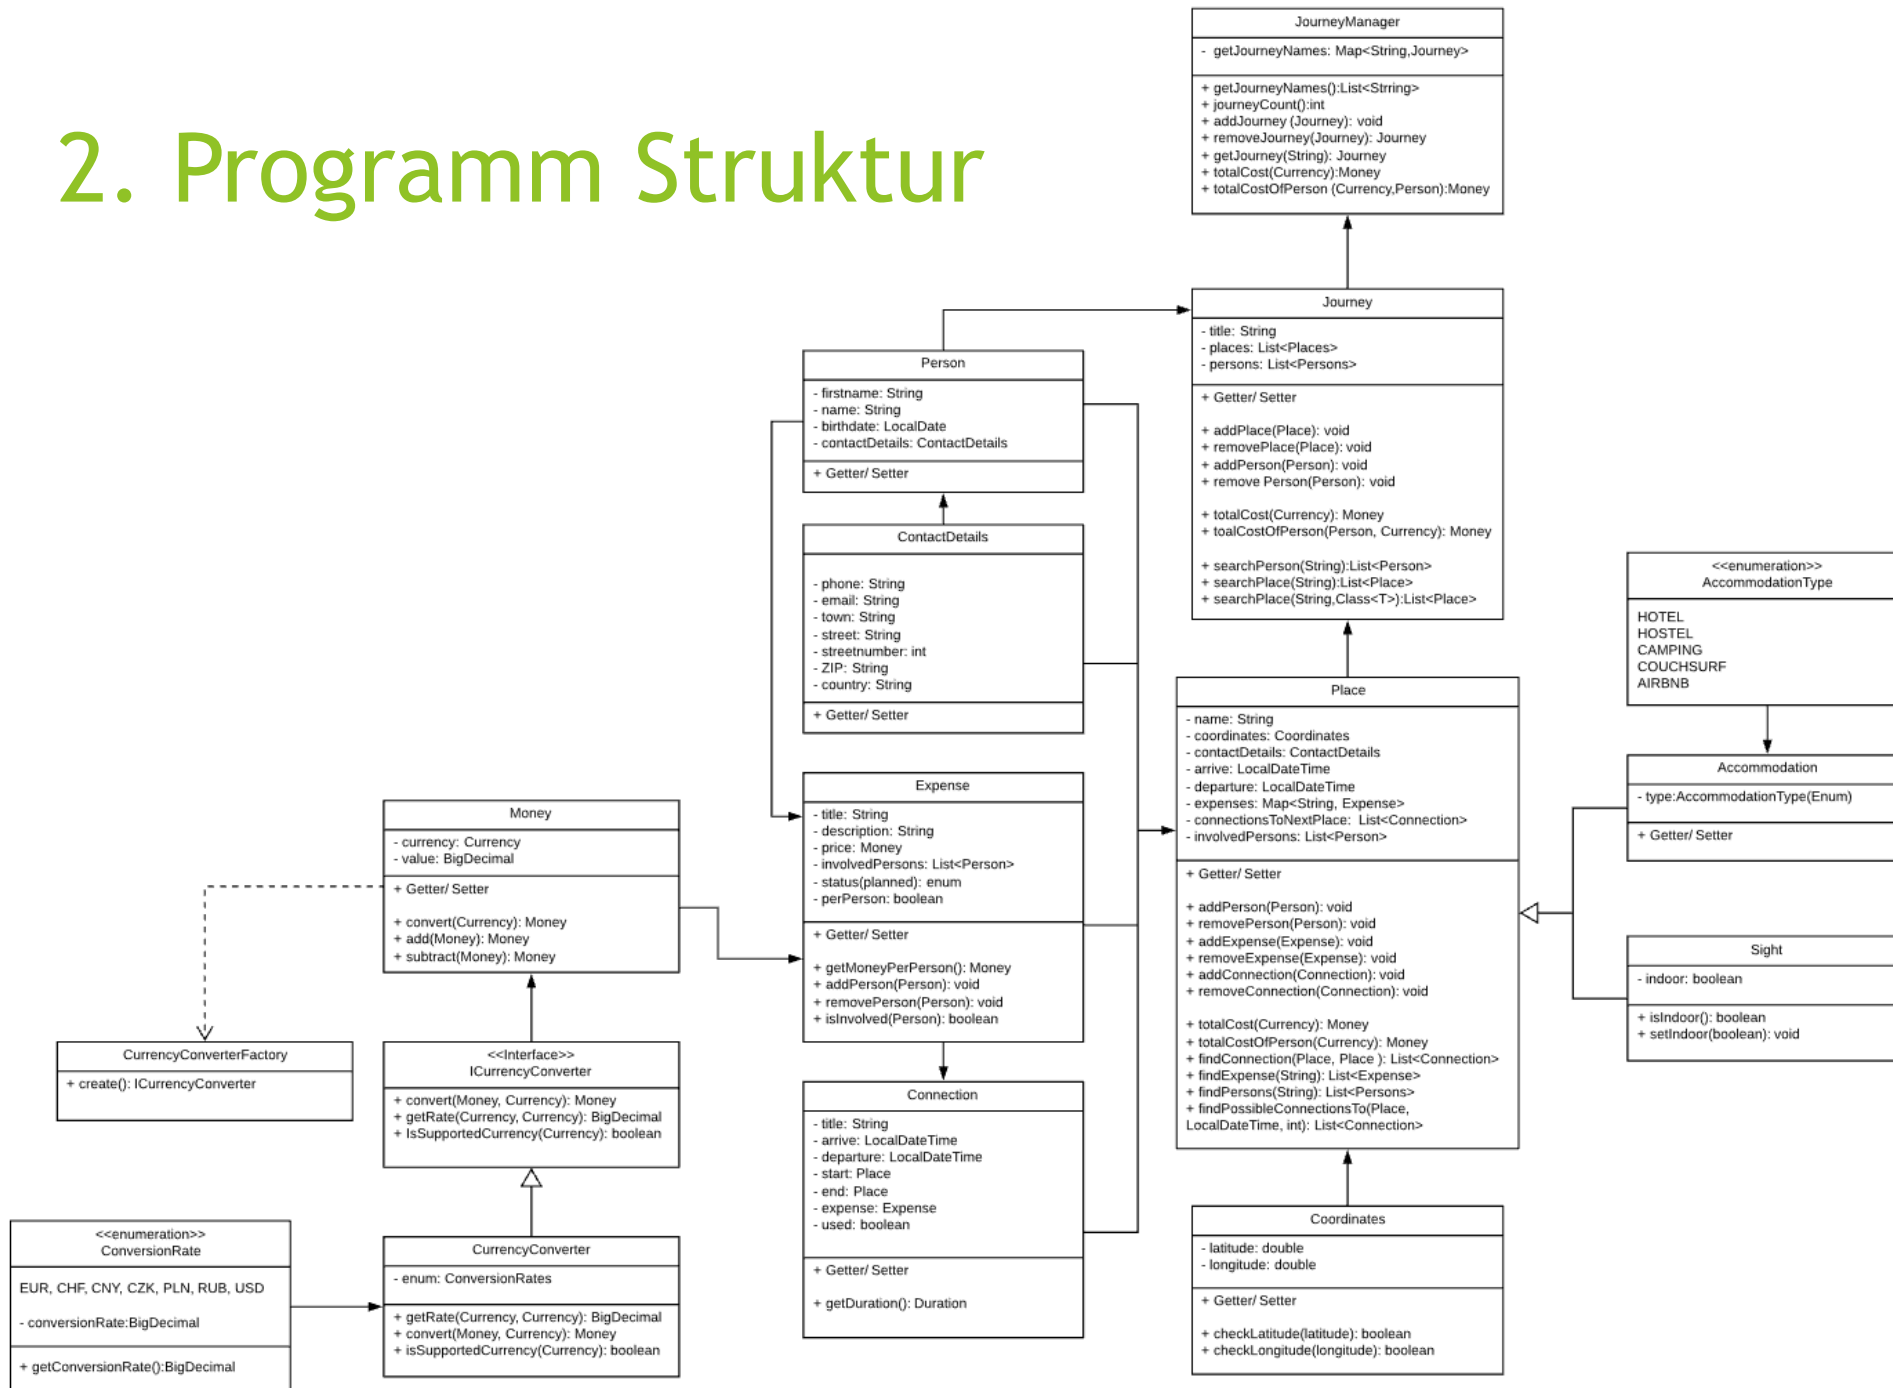 2. Programm Struktur
JourneyManager
- getJourneyNames: Map<String,Journey>
+ getJourneyNames():List<Strring>
+ journeyCount():int
+ addJourney (Journey): void
+ removeJourney(Journey): Journey
+ getJourney(String): Journey
+ totalCost(Currency):Money
+ totalCostOfPerson (Currency,Person):Money
Journey
- title: String
- places: List<Places>
- persons: List<Persons>
+ Getter/ Setter
+ addPlace(Place): void
+ removePlace(Place): void
+ addPerson(Person): void
+ remove Person(Person): void
+ totalCost(Currency): Money
+ toalCostOfPerson(Person, Currency): Money
+ searchPerson(String):List<Person>
+ searchPlace(String):List<Place>
+ searchPlace(String,Class<T>):List<Place>
Person
- firstname: String
- name: String
- birthdate: LocalDate
- contactDetails: ContactDetails
+ Getter/ Setter
ContactDetails
- phone: String
- email: String
- town: String
- street: String
- streetnumber: int
- ZIP: String
- country: String
+ Getter/ Setter
<<enumeration>>
AccommodationType
HOTEL
HOSTEL
CAMPING
COUCHSURF
AIRBNB
Place
- name: String
- coordinates: Coordinates
- contactDetails: ContactDetails
- arrive: LocalDateTime
- departure: LocalDateTime
- expenses: Map<String, Expense>
- connectionsToNextPlace: List<Connection>
- involvedPersons: List<Person>
+ Getter/ Setter
+ addPerson(Person): void
+ removePerson(Person): void
+ addExpense(Expense): void
+ removeExpense(Expense): void
+ addConnection(Connection): void
+ removeConnection(Connection): void
+ totalCost(Currency): Money
+ totalCostOfPerson(Currency): Money
+ findConnection(Place, Place ): List<Connection>
+ findExpense(String): List<Expense>
+ findPersons(String): List<Persons>
+ findPossibleConnectionsTo(Place,
LocalDateTime, int): List<Connection>
Accommodation
- type:AccommodationType(Enum)
+ Getter/ Setter
Sight
- indoor: boolean
+ isIndoor(): boolean
+ setIndoor(boolean): void
Expense
- title: String
- description: String
- price: Money
- involvedPersons: List<Person>
- status(planned): enum
- perPerson: boolean
+ Getter/ Setter
+ getMoneyPerPerson(): Money
+ addPerson(Person): void
+ removePerson(Person): void
+ isInvolved(Person): boolean
Money
- currency: Currency
- value: BigDecimal
+ Getter/ Setter
+ convert(Currency): Money
+ add(Money): Money
+ subtract(Money): Money
CurrencyConverterFactory
+ create(): ICurrencyConverter
<<Interface>>
ICurrencyConverter
+ convert(Money, Currency): Money
+ getRate(Currency, Currency): BigDecimal
+ IsSupportedCurrency(Currency): boolean
Connection
- title: String
- arrive: LocalDateTime
- departure: LocalDateTime
- start: Place
- end: Place
- expense: Expense
- used: boolean
+ Getter/ Setter
+ getDuration(): Duration
Coordinates
- latitude: double
- longitude: double
+ Getter/ Setter
+ checkLatitude(latitude): boolean
+ checkLongitude(longitude): boolean
<<enumeration>>
ConversionRate
EUR, CHF, CNY, CZK, PLN, RUB, USD
- conversionRate:BigDecimal
+ getConversionRate():BigDecimal
CurrencyConverter
- enum: ConversionRates
+ getRate(Currency, Currency): BigDecimal
+ convert(Money, Currency): Money
+ isSupportedCurrency(Currency): boolean